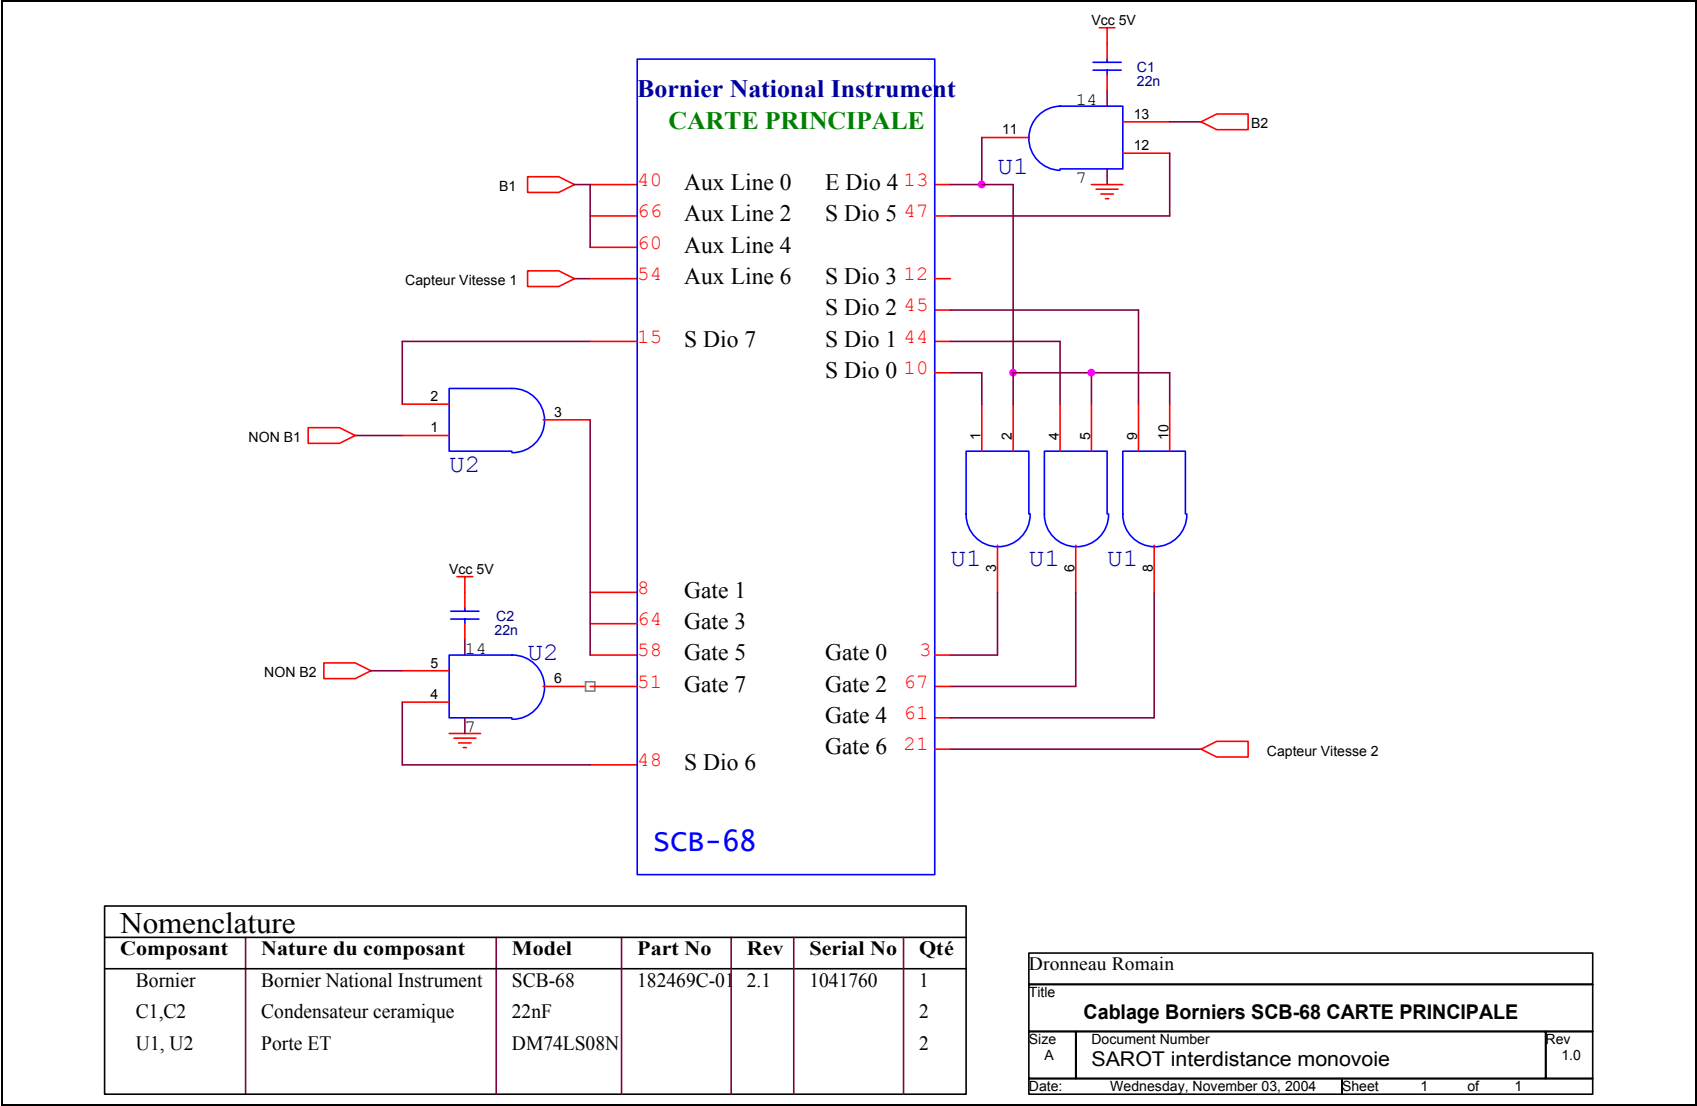 Vcc 5V
C1
22n
14
13
B2
12
11
U1
7
Bornier National Instrument
CARTE PRINCIPALE
B1
40 Aux Line 0 E Dio 4 13
66 Aux Line 2 S Dio 5 47
60 Aux Line 4
Capteur Vitesse 1
54 Aux Line 6 S Dio 3 12
S Dio 2 45
15 S Dio 7 S Dio 1 44
S Dio 0 10
2
1
3
NON B1
U2
1 2 4 5 9 10
U1 3 U1 6 U1 8
Vcc 5V
C2
22n
14
U2
NON B2
5
4
6
7
8 Gate 1
64 Gate 3
58 Gate 5 Gate 0 3
51 Gate 7 Gate 2 67
Gate 4 61
Gate 6 21
Capteur Vitesse 2
48 S Dio 6
SCB-68
Nomenclature
Composant Nature du composant Model Part No Rev Serial No Qté
Bornier Bornier National Instrument SCB-68 182469C-01 2.1 1041760 1
C1,C2 Condensateur ceramique 22nF 2
U1, U2 Porte ET DM74LS08N 2
Dronneau Romain
Title
Cablage Borniers SCB-68 CARTE PRINCIPALE
Size Document Number Rev
A SAROT interdistance monovoie 1.0
Date: Wednesday, November 03, 2004 Sheet 1 of 1